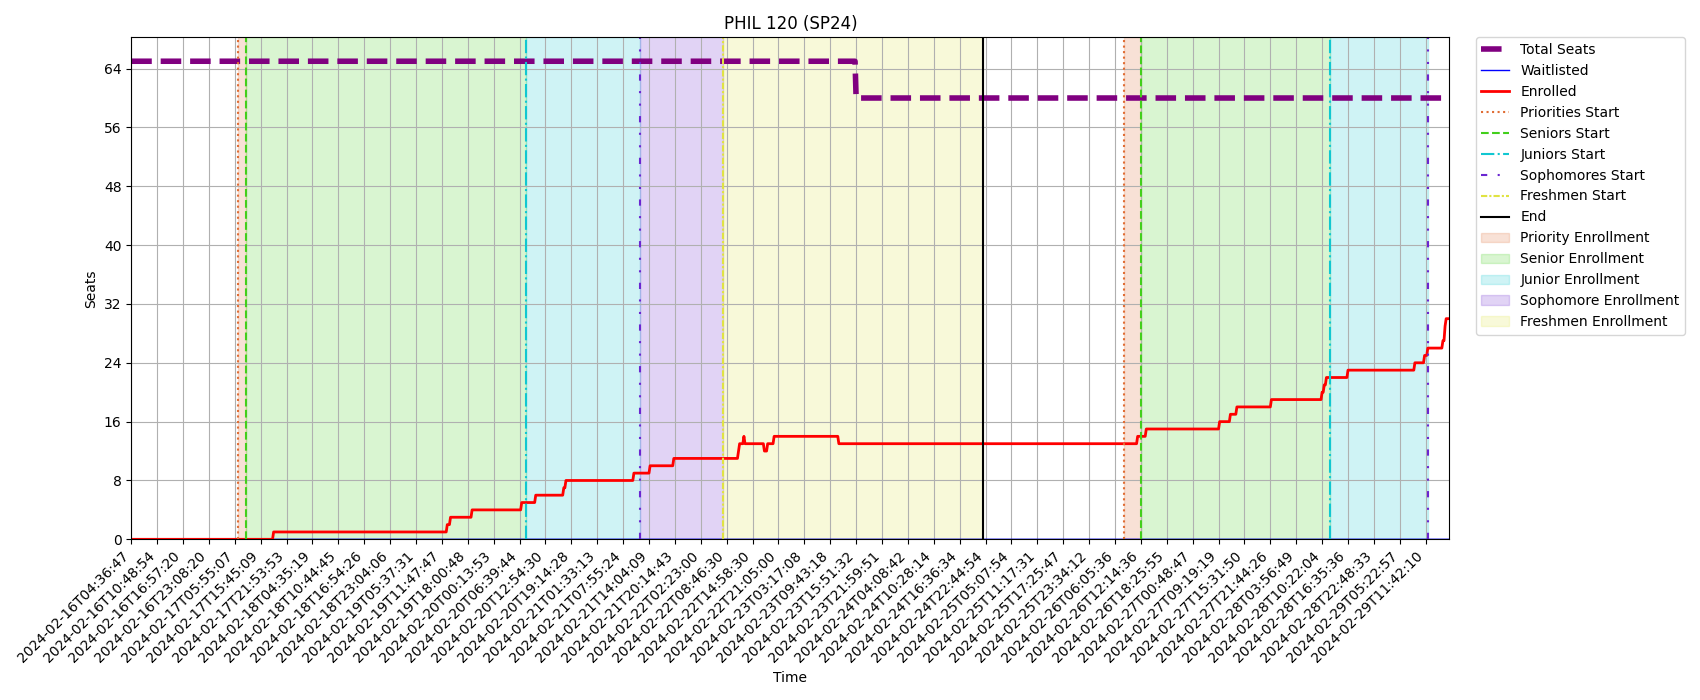 PHIL 120 (SP24)
Total Seats
Waitlisted
Enrolled
Priorities Start
Seniors Start
Juniors Start
Sophomores Start
Freshmen Start
End
Priority Enrollment
Senior Enrollment
Junior Enrollment
Sophomore Enrollment
Freshmen Enrollment
Seats
64
56
48
40
32
24
16
8
0
2024-02-16T04:36:47
2024-02-16T10:48:54
2024-02-16T16:57:20
2024-02-16T23:08:20
2024-02-17T05:55:07
2024-02-17T15:45:09
2024-02-17T21:53:53
2024-02-18T04:35:19
2024-02-18T10:44:45
2024-02-18T16:54:26
2024-02-18T23:04:06
2024-02-19T05:37:31
2024-02-19T11:47:47
2024-02-19T18:00:48
2024-02-20T00:13:53
2024-02-20T06:39:44
2024-02-20T12:54:30
2024-02-20T19:14:28
2024-02-21T01:33:13
2024-02-21T07:55:24
2024-02-21T14:04:09
2024-02-21T20:14:43
2024-02-22T02:23:00
2024-02-22T08:46:30
2024-02-22T14:58:30
2024-02-22T21:05:00
2024-02-23T03:17:08
2024-02-23T09:43:18
2024-02-23T15:51:32
2024-02-23T21:59:51
2024-02-24T04:08:42
2024-02-24T10:28:14
2024-02-24T16:36:34
2024-02-24T22:44:54
2024-02-25T05:07:54
2024-02-25T11:17:31
2024-02-25T17:25:47
2024-02-25T23:34:12
2024-02-26T06:05:36
2024-02-26T12:14:36
2024-02-26T18:25:55
2024-02-27T00:48:47
2024-02-27T09:19:19
2024-02-27T15:31:50
2024-02-27T21:44:26
2024-02-28T03:56:49
2024-02-28T10:22:04
2024-02-28T16:35:36
2024-02-28T22:48:33
2024-02-29T05:22:57
2024-02-29T11:42:10
Time